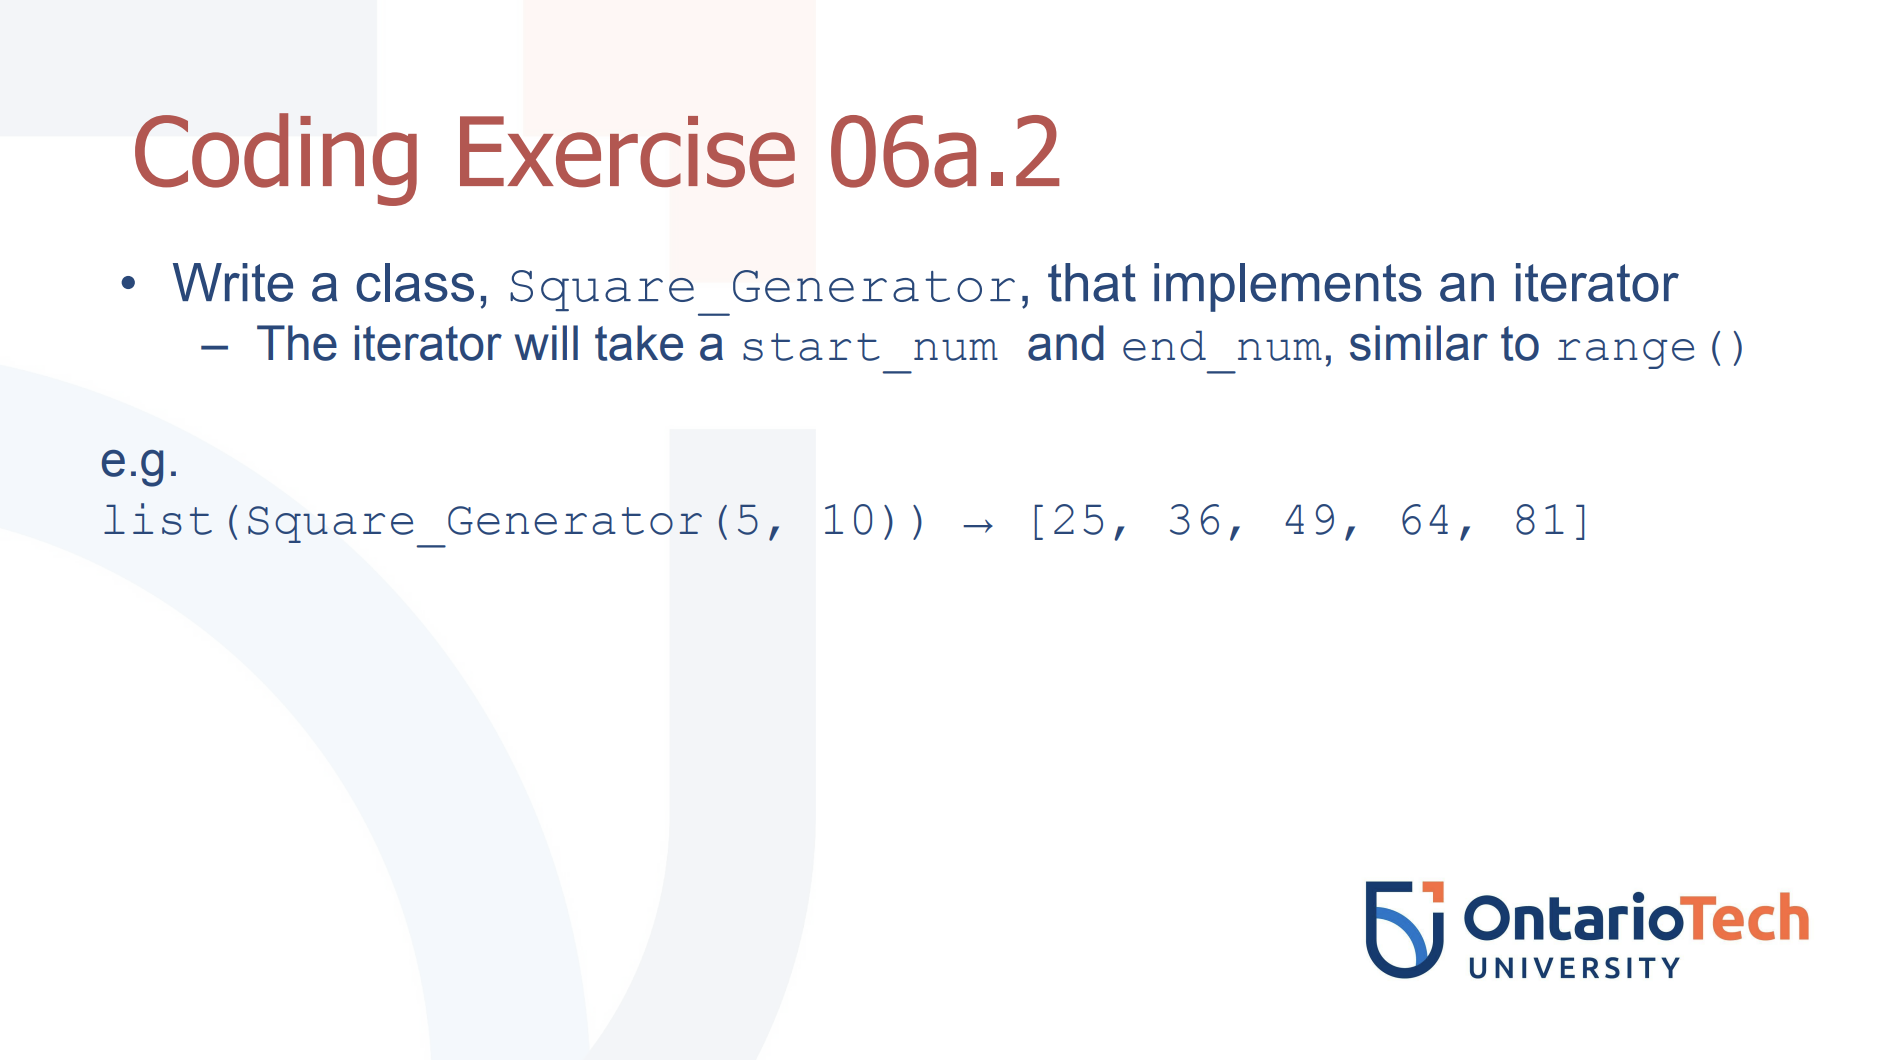 Coding Exercise 06a.2
• Write a class, Square_Generator, that implements an iterator
– The iterator will take a start_num and end_num, similar to range()
e.g.
list(Square_Generator(5, 10)) → [25, 36, 49, 64, 81]
OntarioTech
UNIVERSITY